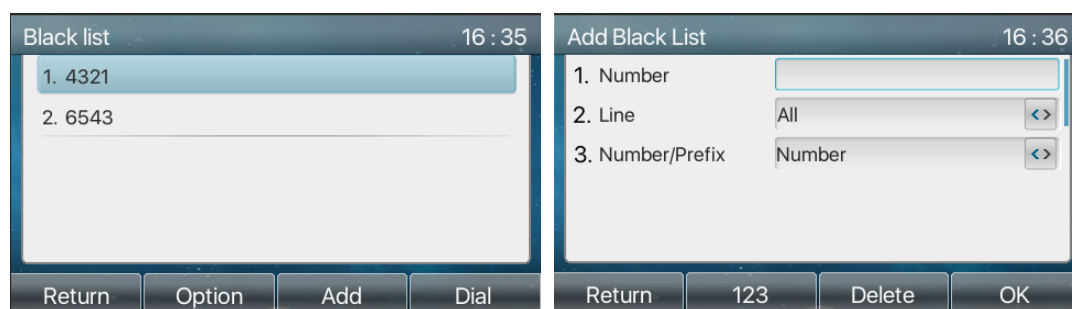 Black list 16 : 35
1. 4321
2. 6543
Return Option Add Dial
Add Black List 16 : 36
1. Number
2. Line All <>
3. Number/Prefix Number <>
Return 123 Delete OK